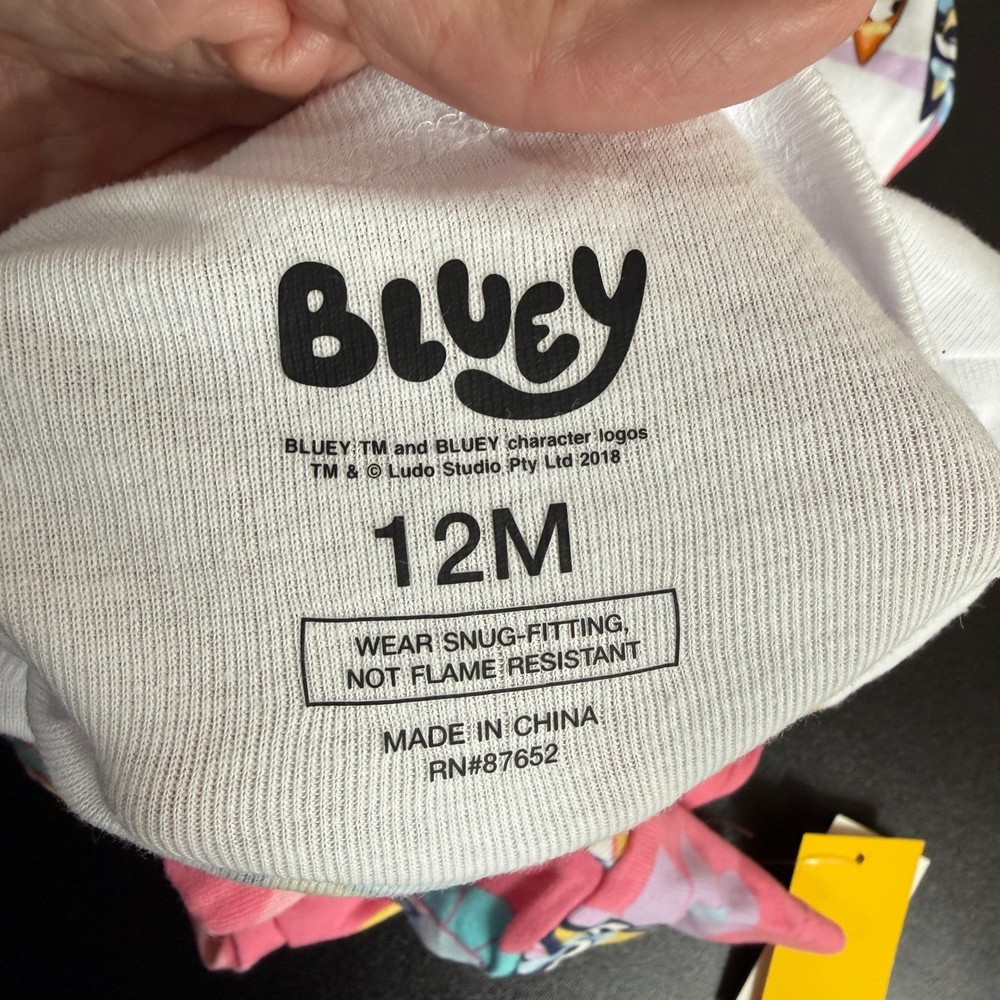 BLUEY
BLUEY TM and BLUEY character logos
TM & © Ludo Studio Pty Ltd 2018
12M
WEAR SNUG-FITTING,
NOT FLAME RESISTANT
MADE IN CHINA
RN#87652